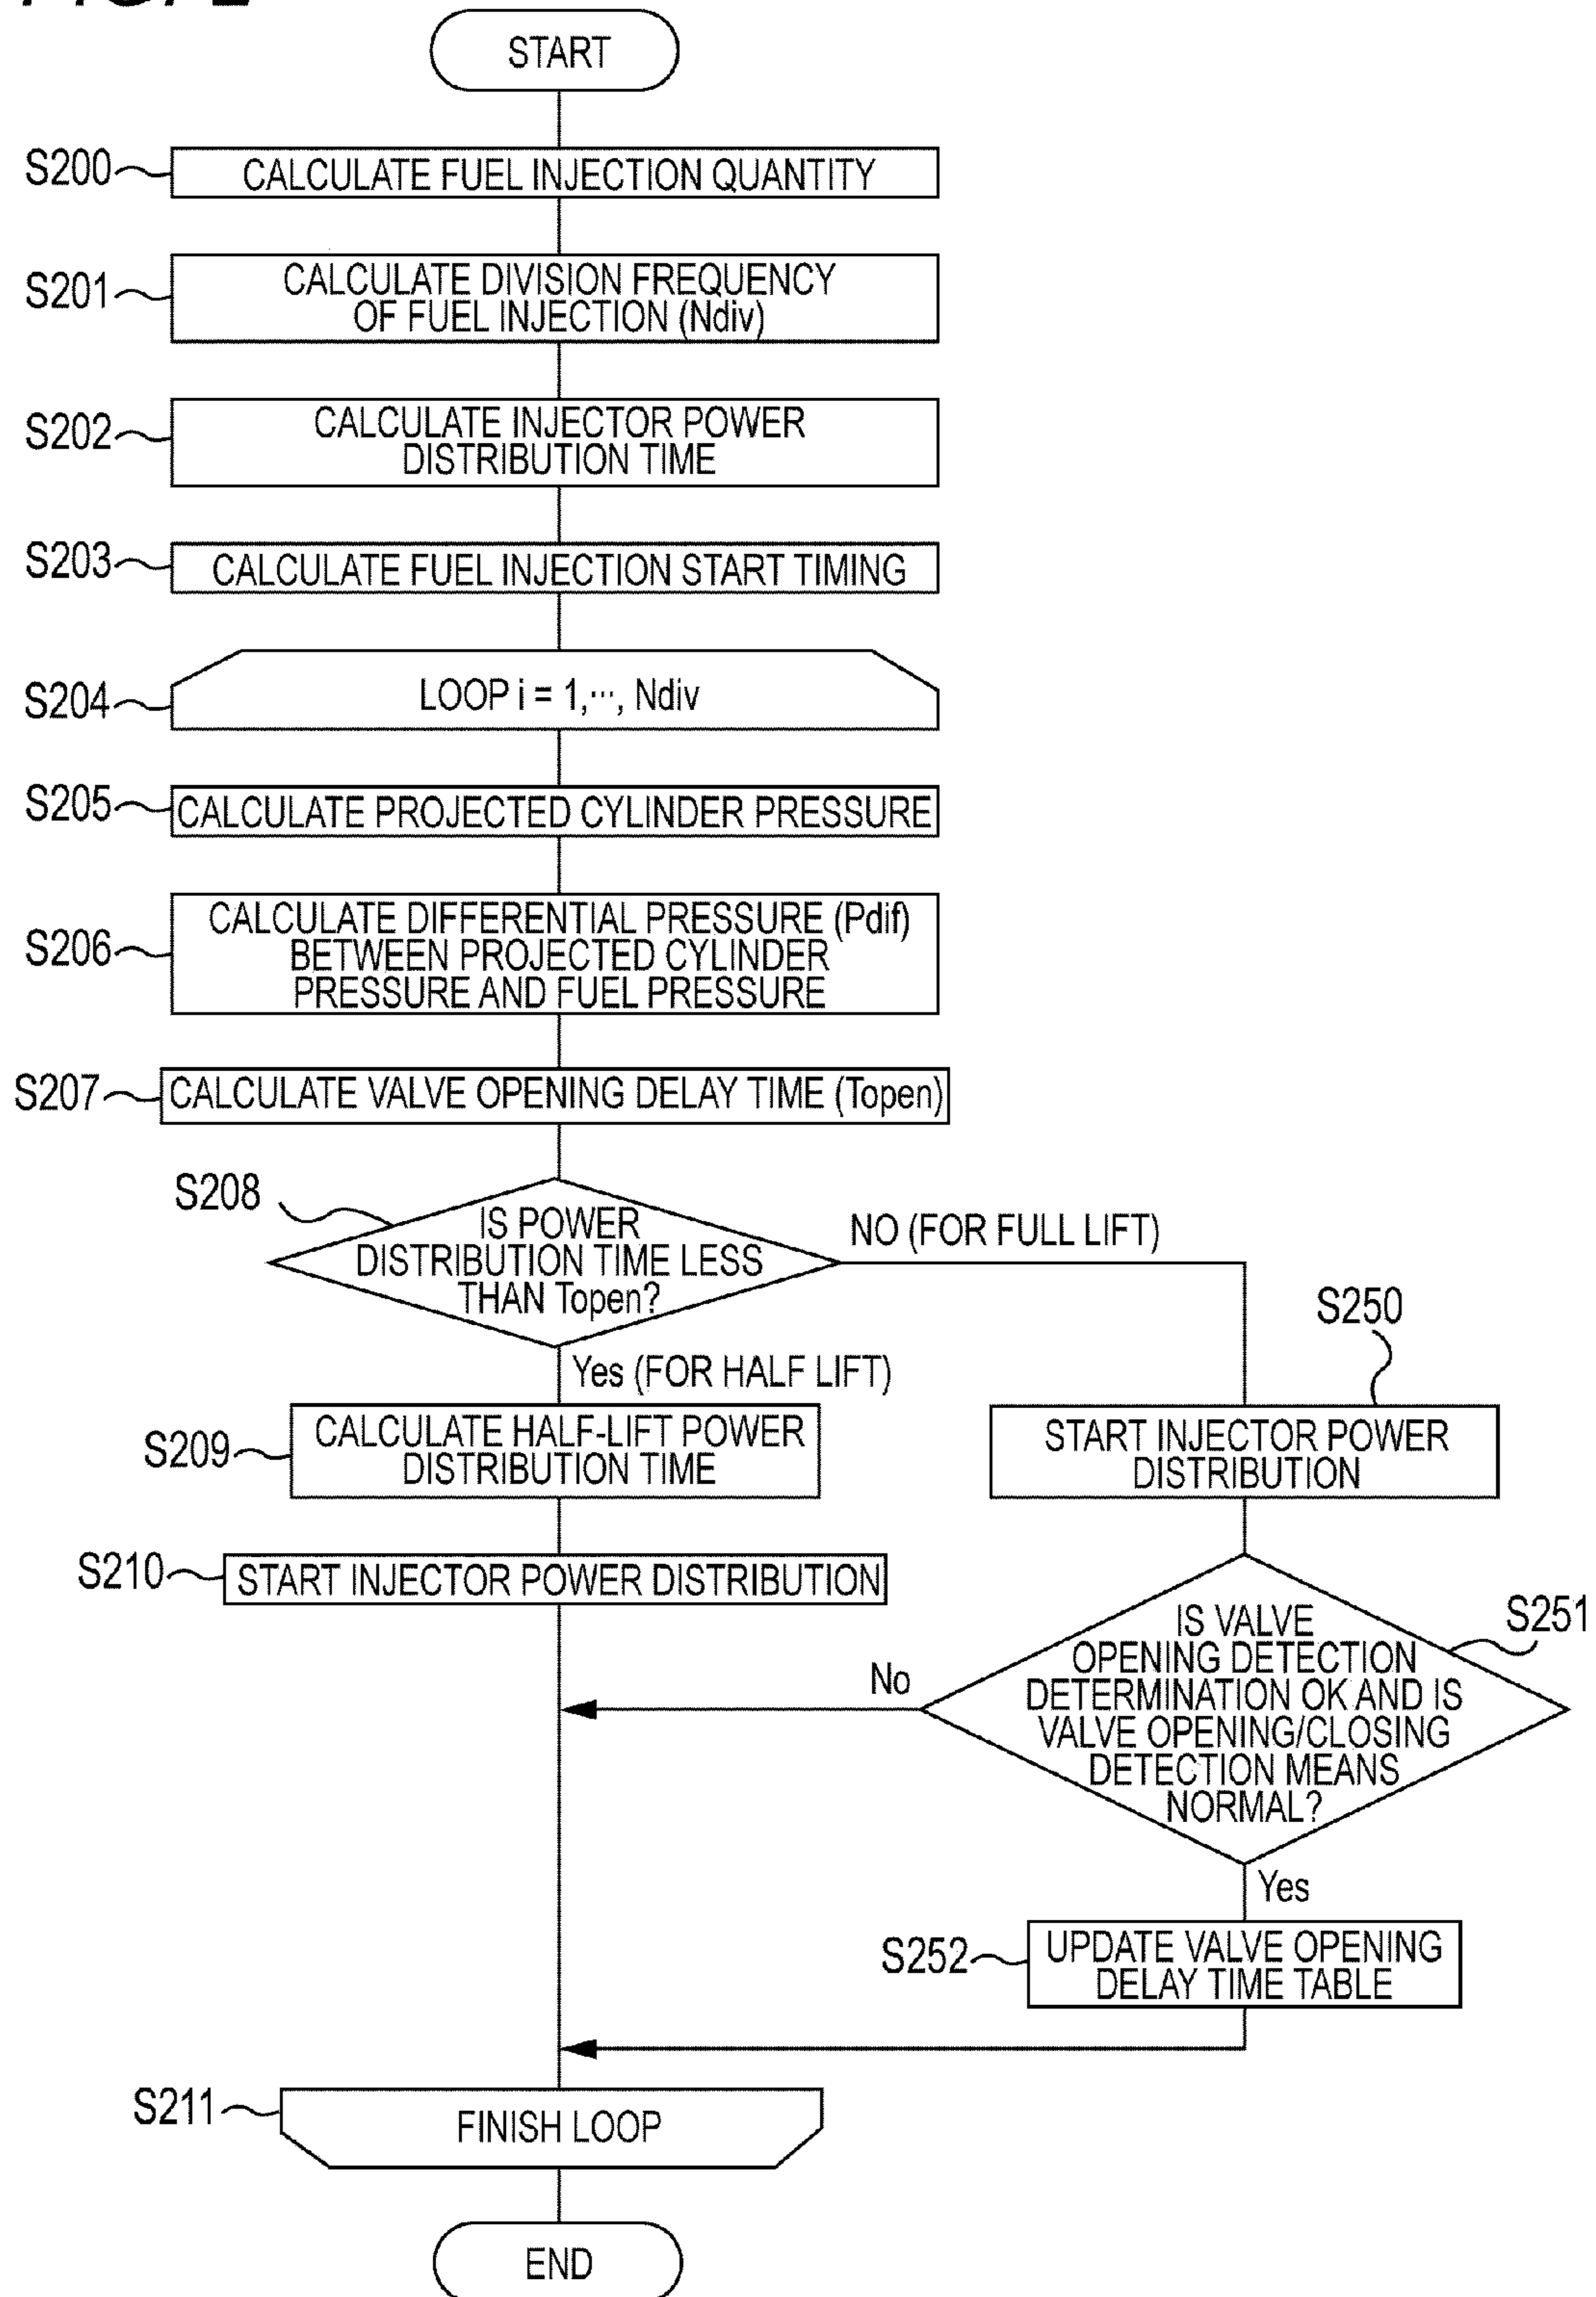 START
S200
CALCULATE FUEL INJECTION QUANTITY
S201
CALCULATE DIVISION FREQUENCY
OF FUEL INJECTION (Ndiv)
S202
CALCULATE INJECTOR POWER
DISTRIBUTION TIME
S203
CALCULATE FUEL INJECTION START TIMING
S204
LOOP i = 1,···, Ndiv
S205
CALCULATE PROJECTED CYLINDER PRESSURE
S206
CALCULATE DIFFERENTIAL PRESSURE (Pdif)
BETWEEN PROJECTED CYLINDER
PRESSURE AND FUEL PRESSURE
S207
CALCULATE VALVE OPENING DELAY TIME (Topen)
S208
IS POWER
DISTRIBUTION TIME LESS
THAN Topen?
NO (FOR FULL LIFT)
Yes (FOR HALF LIFT)
S209
CALCULATE HALF-LIFT POWER
DISTRIBUTION TIME
S210
START INJECTOR POWER DISTRIBUTION
S250
START INJECTOR POWER
DISTRIBUTION
S251
IS VALVE
OPENING DETECTION
DETERMINATION OK AND IS
VALVE OPENING/CLOSING
DETECTION MEANS
NORMAL?
No
Yes
S252
UPDATE VALVE OPENING
DELAY TIME TABLE
S211
FINISH LOOP
END